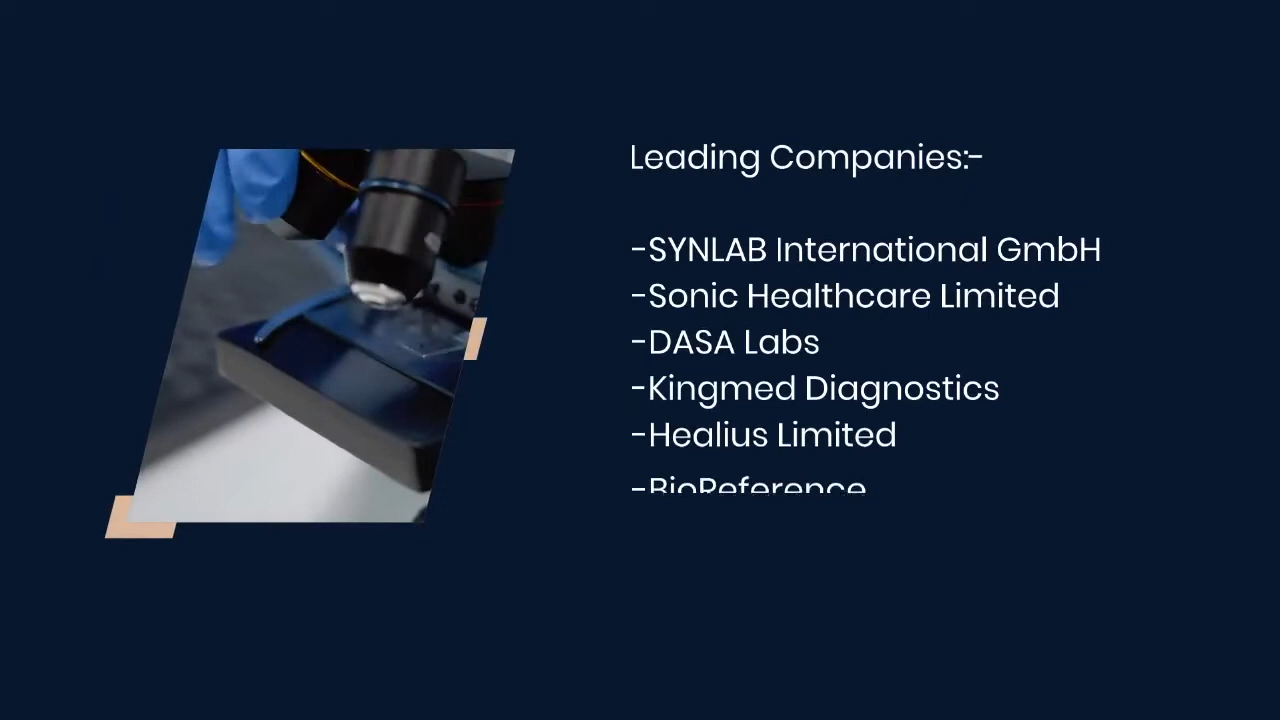 Leading Companies:-
-SYNLAB International GmbH
-Sonic Healthcare Limited
-DASA Labs
-Kingmed Diagnostics
-Healius Limited
-BioReference